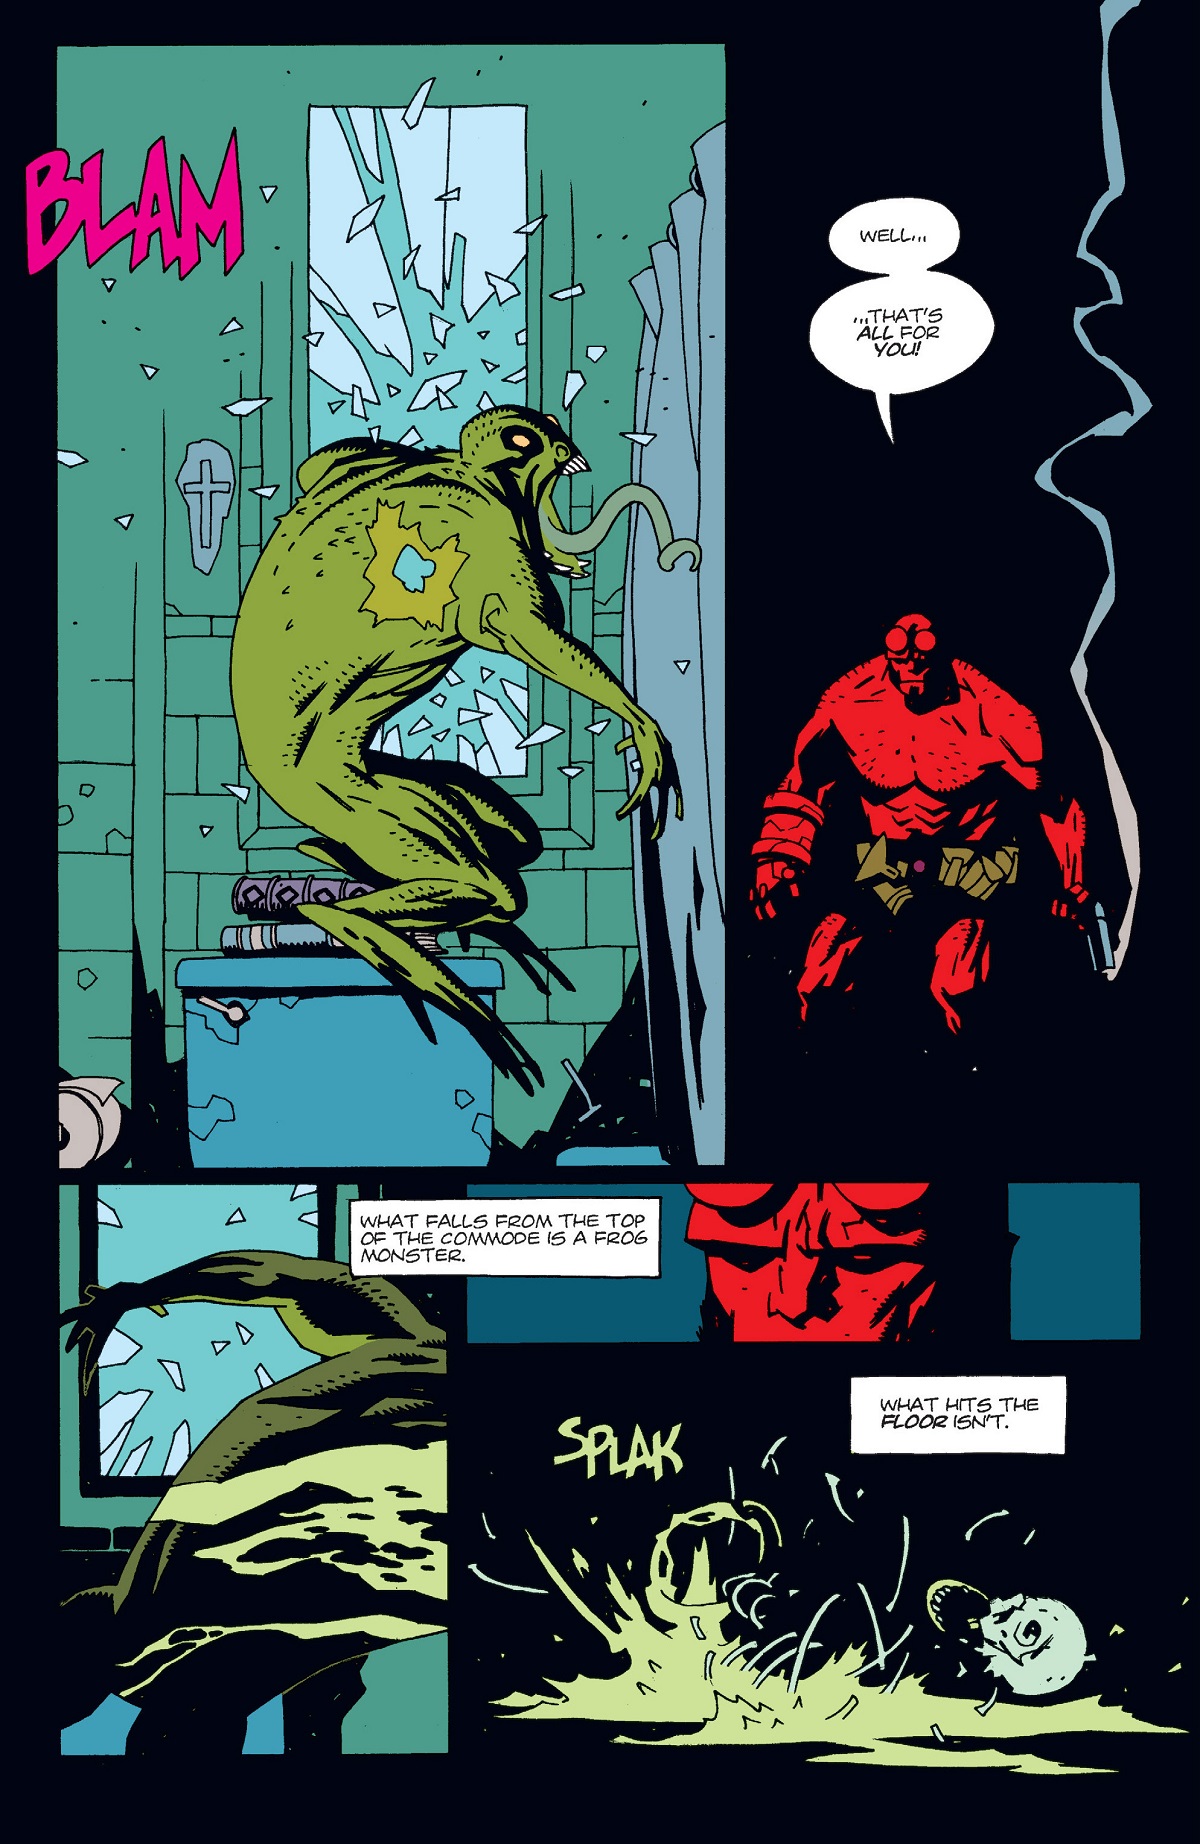 BLAM
WELL...
...THAT'S
ALL FOR
YOU!
WHAT FALLS FROM THE TOP
OF THE COMMODE IS A FROG
MONSTER.
WHAT HITS THE
FLOOR ISN'T.
SPLAK